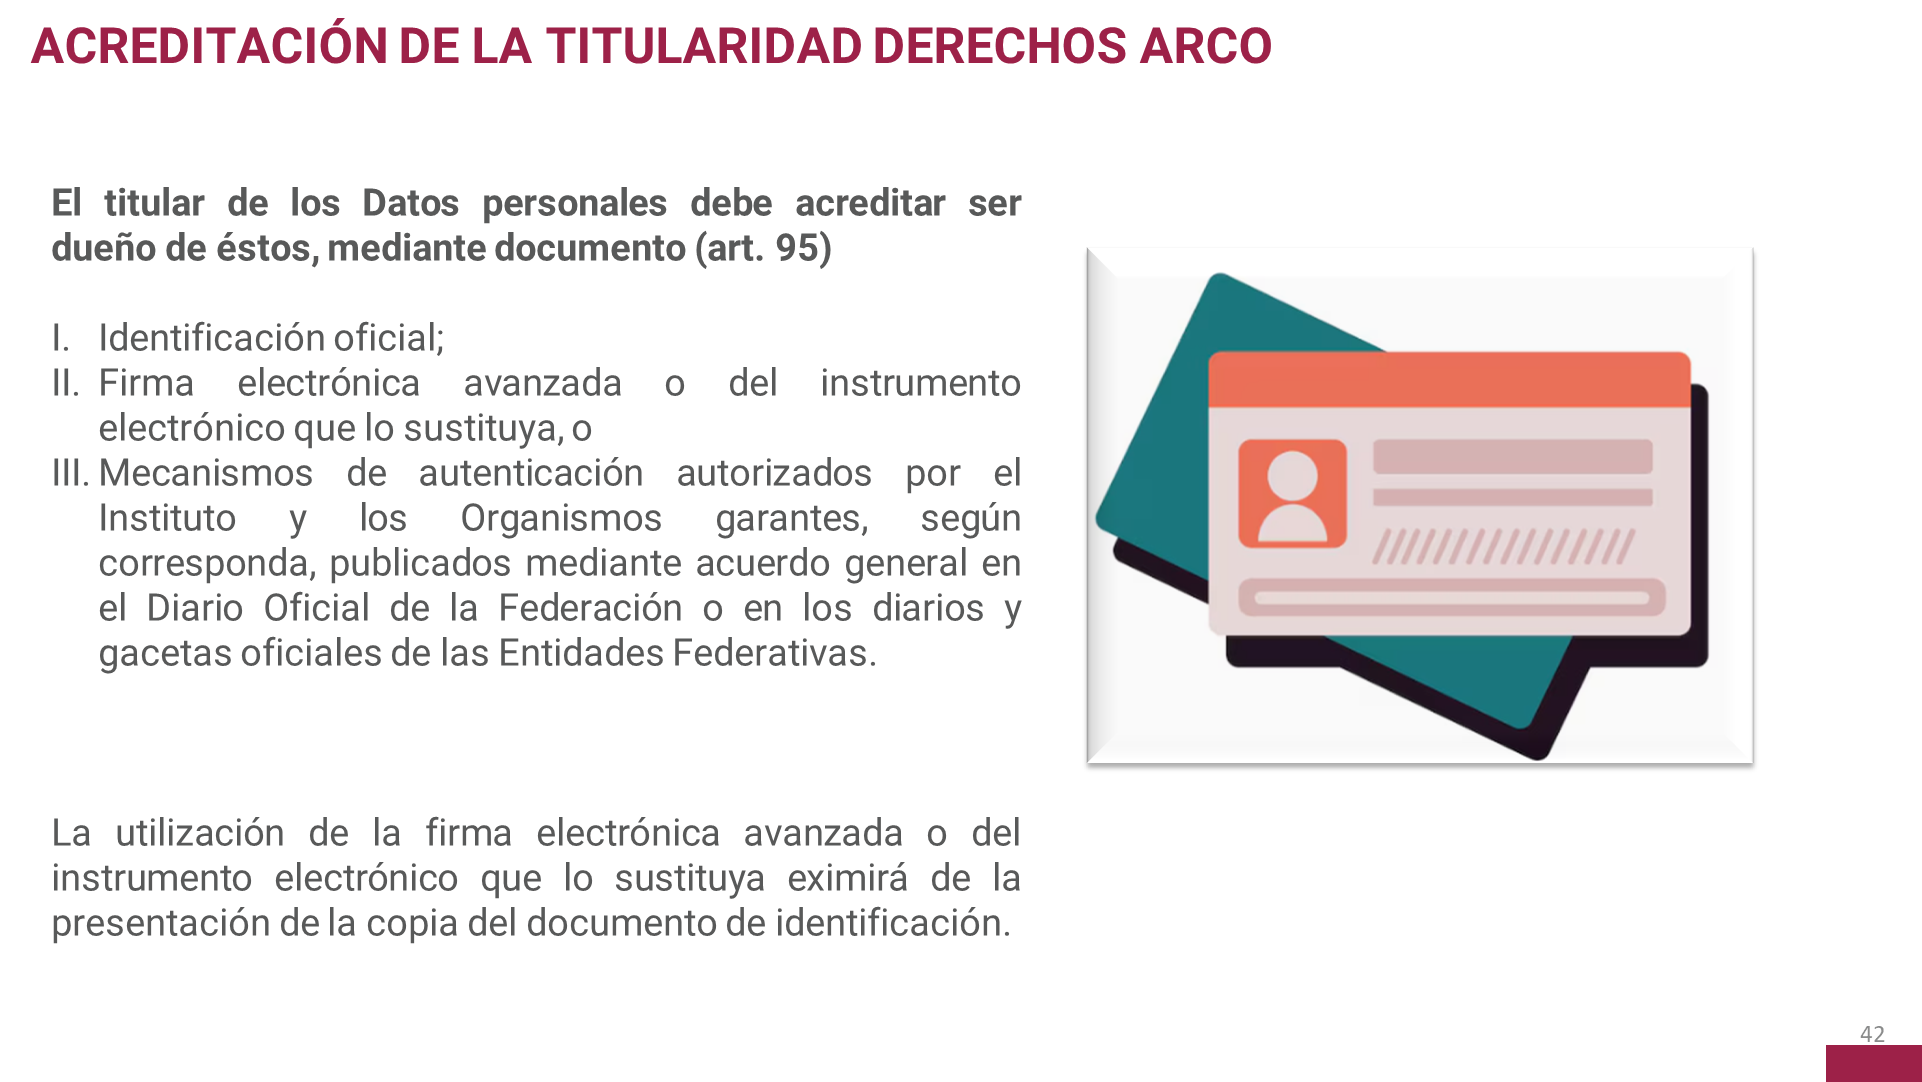 ACREDITACIÓN DE LA TITULARIDAD DERECHOS ARCO
El titular de los Datos personales debe acreditar ser
dueño de éstos, mediante documento (art. 95)
I. Identificación oficial;
II. Firma electrónica avanzada o del instrumento
electrónico que lo sustituya, o
III. Mecanismos de autenticación autorizados por el
Instituto y los Organismos garantes, según
corresponda, publicados mediante acuerdo general en
el Diario Oficial de la Federación o en los diarios y
gacetas oficiales de las Entidades Federativas.
La utilización de la firma electrónica avanzada o del
instrumento electrónico que lo sustituya eximirá de la
presentación de la copia del documento de identificación.
42